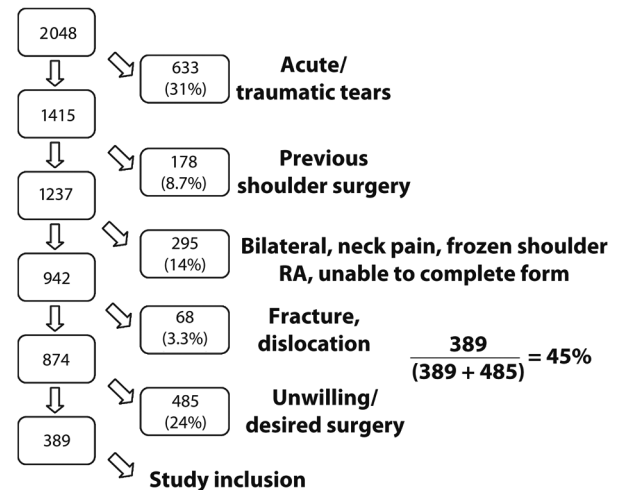 2048
633
(31%)
Acute/
traumatic tears
1415
178
(8.7%)
Previous
shoulder surgery
1237
295
(14%)
Bilateral, neck pain, frozen shoulder
RA, unable to complete form
942
68
(3.3%)
Fracture,
dislocation
874
389
(389 + 485)
= 45%
485
(24%)
Unwilling/
desired surgery
389
Study inclusion